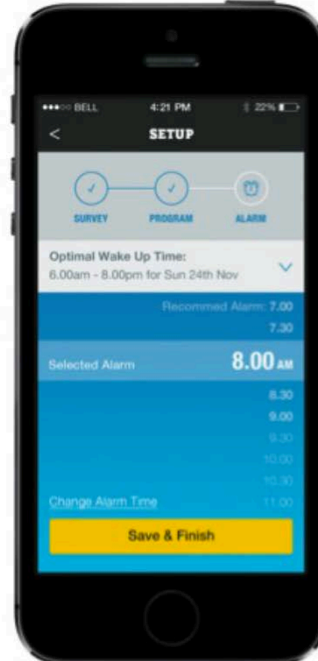 BELL 4:21 PM 22%
< SETUP
SURVEY PROGRAM ALARM
Optimal Wake Up Time:
6.00am - 8.00pm for Sun 24th Nov
Recommed Alarm: 7.00
7.30
Selected Alarm 8.00 AM
8.30
9.00
9.30
10.00
10.30
Change Alarm Time 11.00
Save & Finish